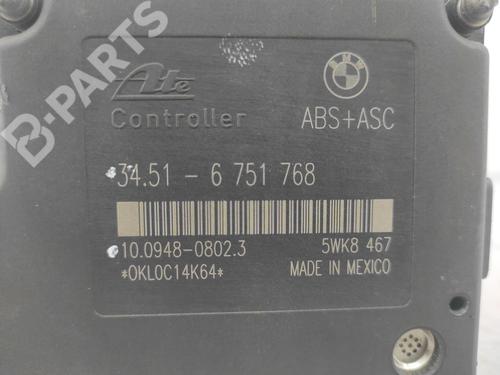 B-PARTS
Ate
BMW
Controller
ABS+ASC
34.51 - 6 751 768
10.0948-0802.3
5WK8 467
*OKLOC14K64*
MADE IN MEXICO